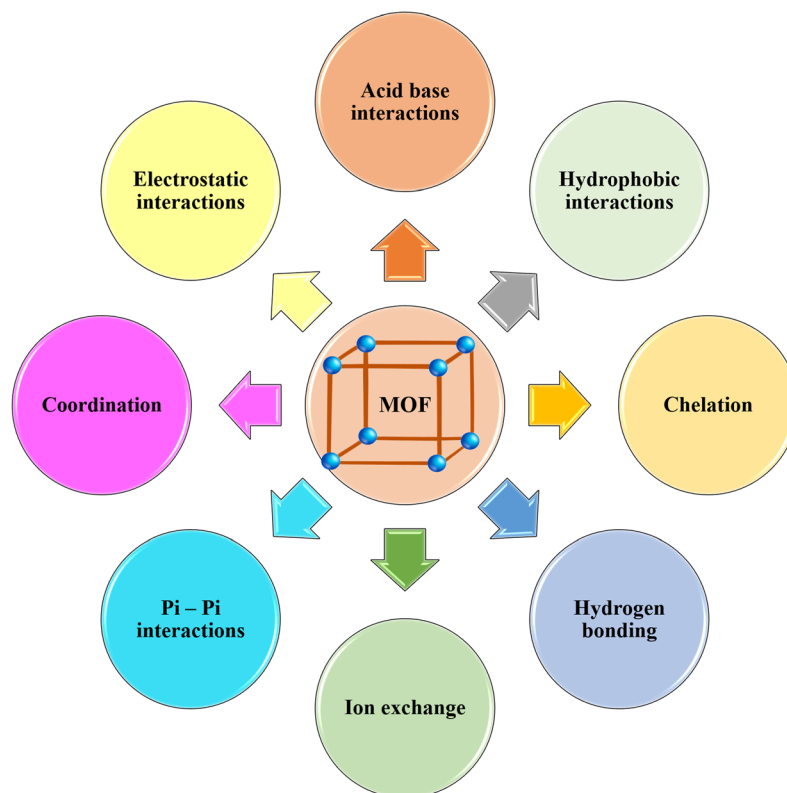 Acid base
interactions
Electrostatic
interactions
Hydrophobic
interactions
Coordination
MOF
Chelation
Pi – Pi
interactions
Hydrogen
bonding
Ion exchange